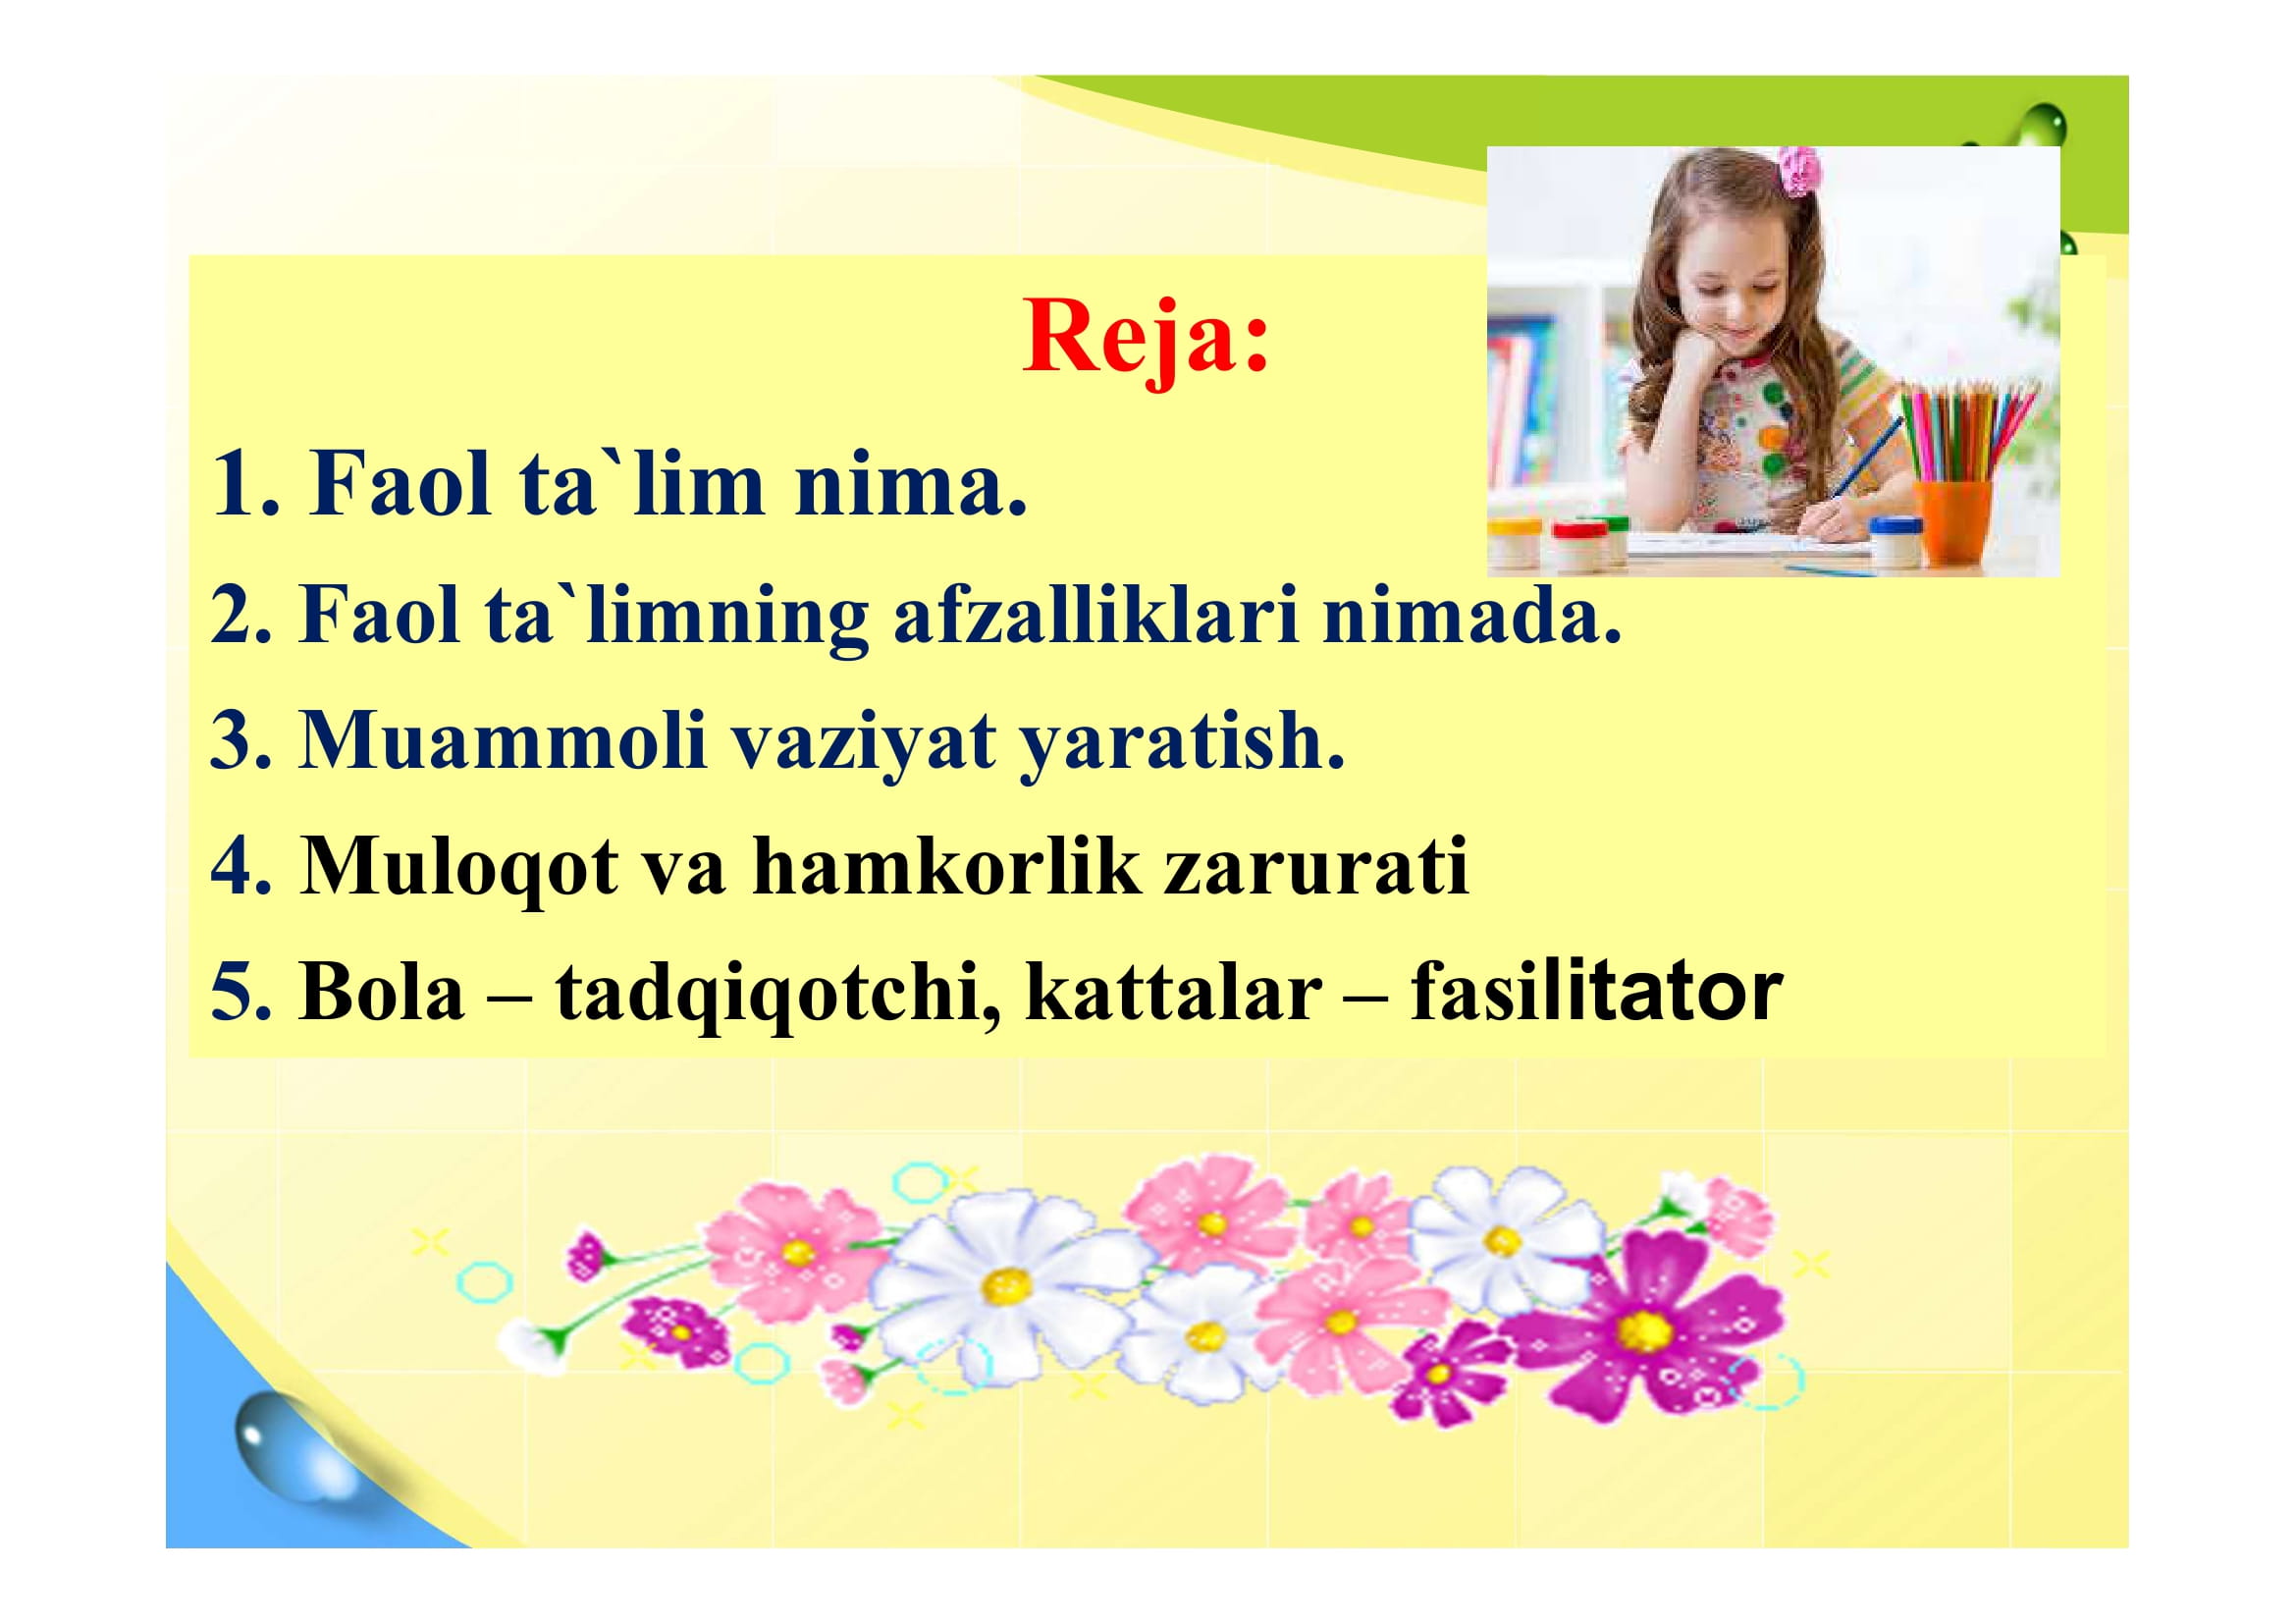 Reja:
1. Faol ta`lim nima.
2. Faol ta`limning afzalliklari nimada.
3. Muammoli vaziyat yaratish.
4. Muloqot va hamkorlik zarurati
5. Bola – tadqiqotchi, kattalar – fasilitator